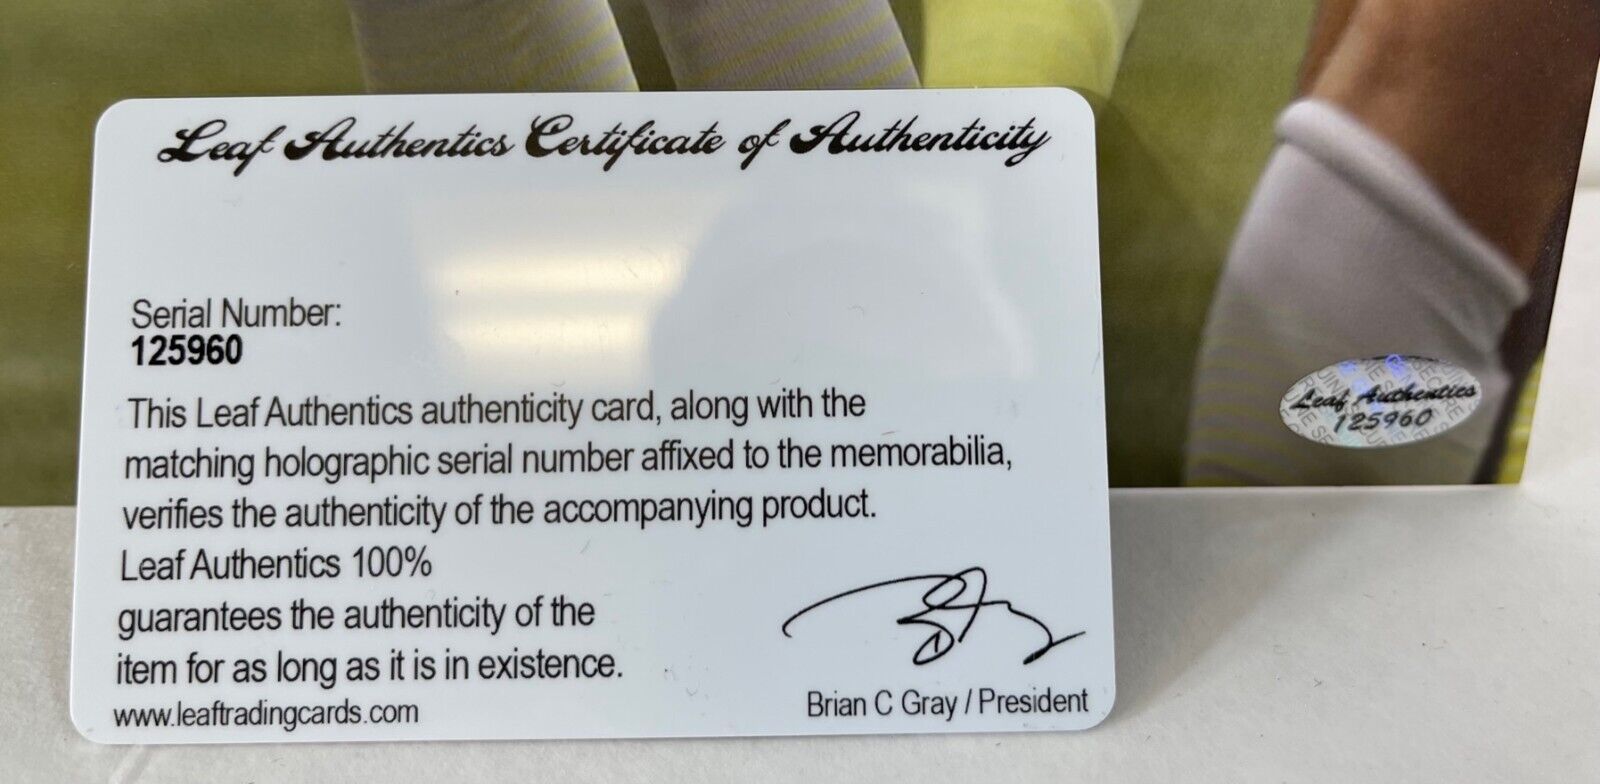 Leaf Authentics Certificate of Authenticity
Serial Number:
125960
This Leaf Authentics authenticity card, along with the
matching holographic serial number affixed to the memorabilia,
verifies the authenticity of the accompanying product.
Leaf Authentics 100%
guarantees the authenticity of the
item for as long as it is in existence.
www.leaftradingcards.com
Brian C Gray / President
Leaf Authentics
125960